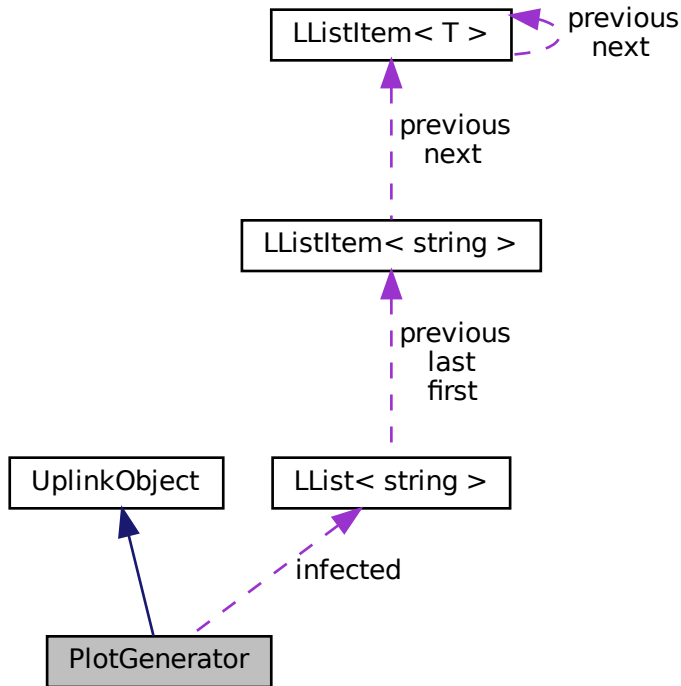 LListItem< T >
previous
next
previous
next
LListItem< string >
previous
last
first
UplinkObject
LList< string >
infected
PlotGenerator